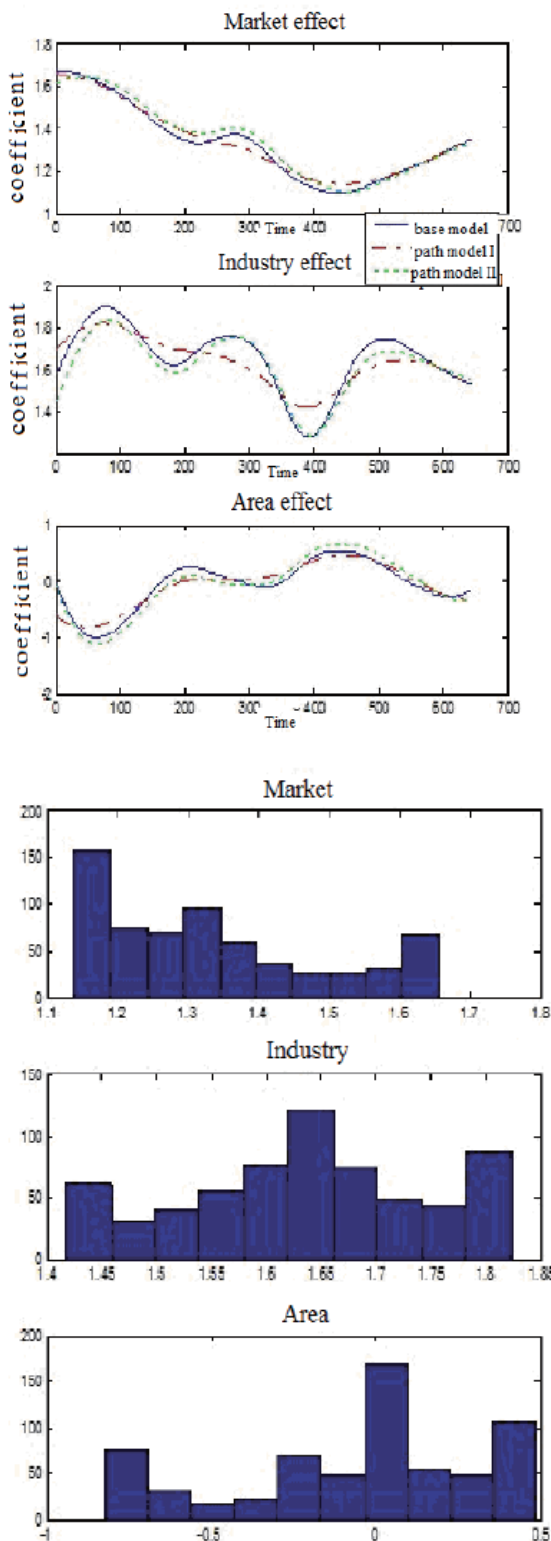 Market effect
1.8
1.6
1.4
1.2
1
coefficient
0 100 200 300 400 500 600 700
Time
base model
path model I
path model II
Industry effect
2
1.8
1.6
1.4
coefficient
0 100 200 300 400 500 600 700
Time
Area effect
1
0
-1
-2
coefficient
0 100 200 300 400 500 600 700
Time
Market
200
150
100
50
0
1.1 1.2 1.3 1.4 1.5 1.6 1.7 1.8
Industry
150
100
50
0
1.4 1.45 1.5 1.55 1.6 1.65 1.7 1.75 1.8 1.85
Area
200
150
100
50
0
-1 -0.5 0 0.5